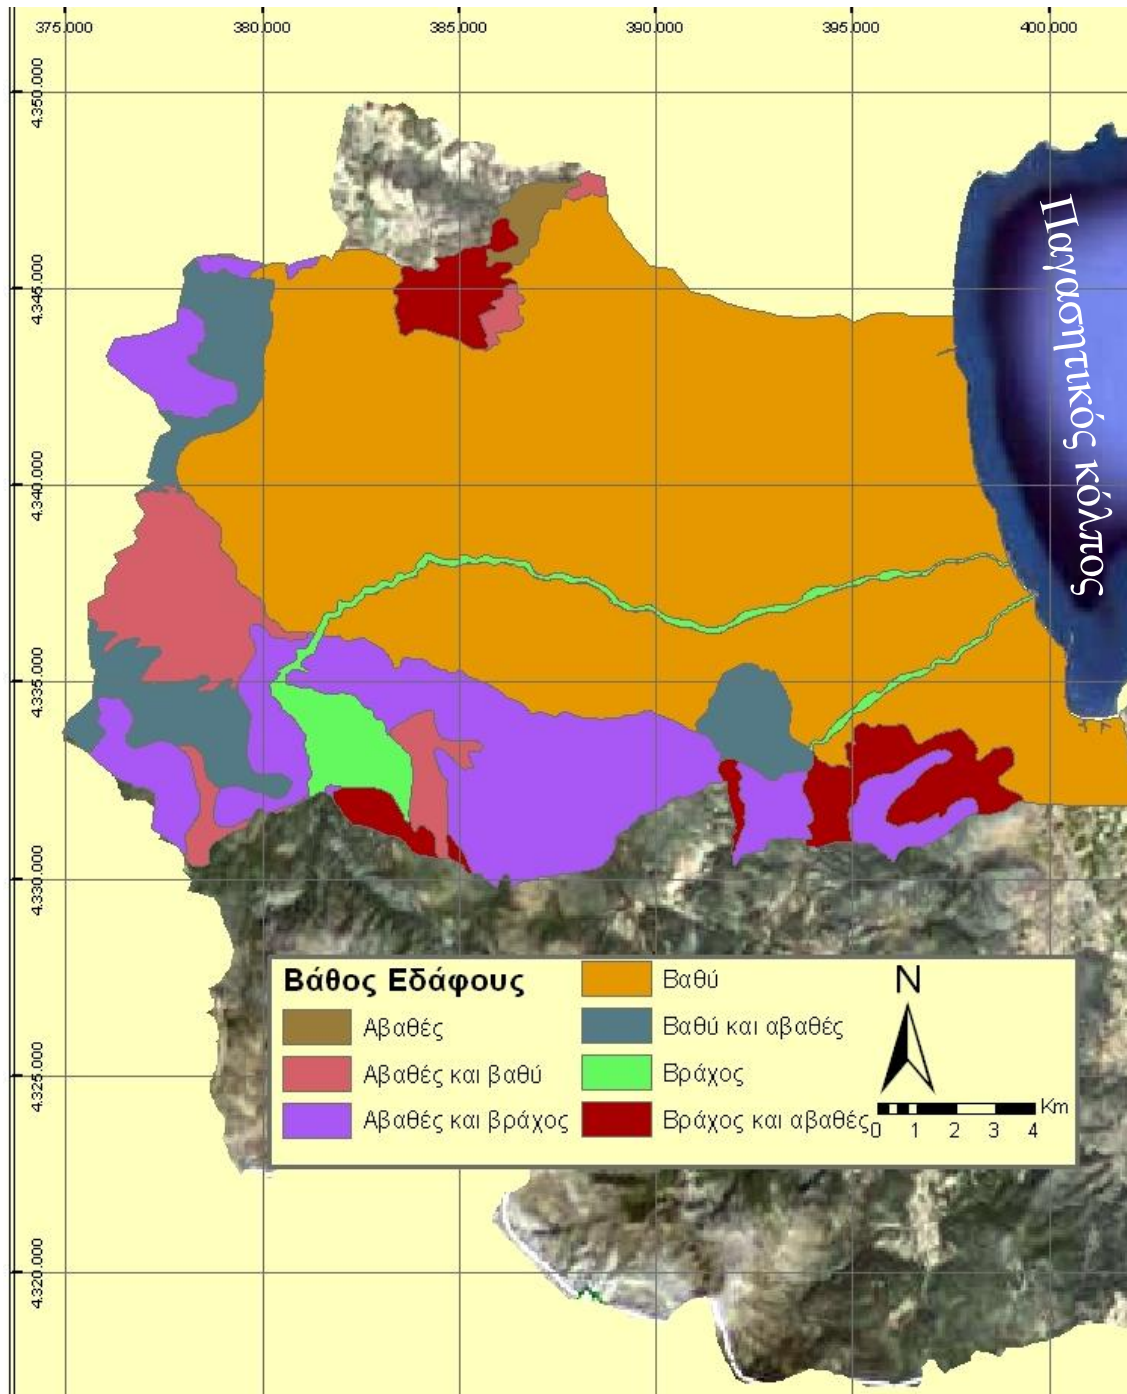 375.000 380.000 385.000 390.000 395.000 400.000
4.350.000
4.345.000
4.340.000
4.335.000
4.330.000
4.325.000
4.320.000
Παγασητικός κόλπος
Βάθος Εδάφους
Αβαθές
Αβαθές και βαθύ
Αβαθές και βράχος
Βαθύ
Βαθύ και αβαθές
Βράχος
Βράχος και αβαθές
N
Km
0 1 2 3 4